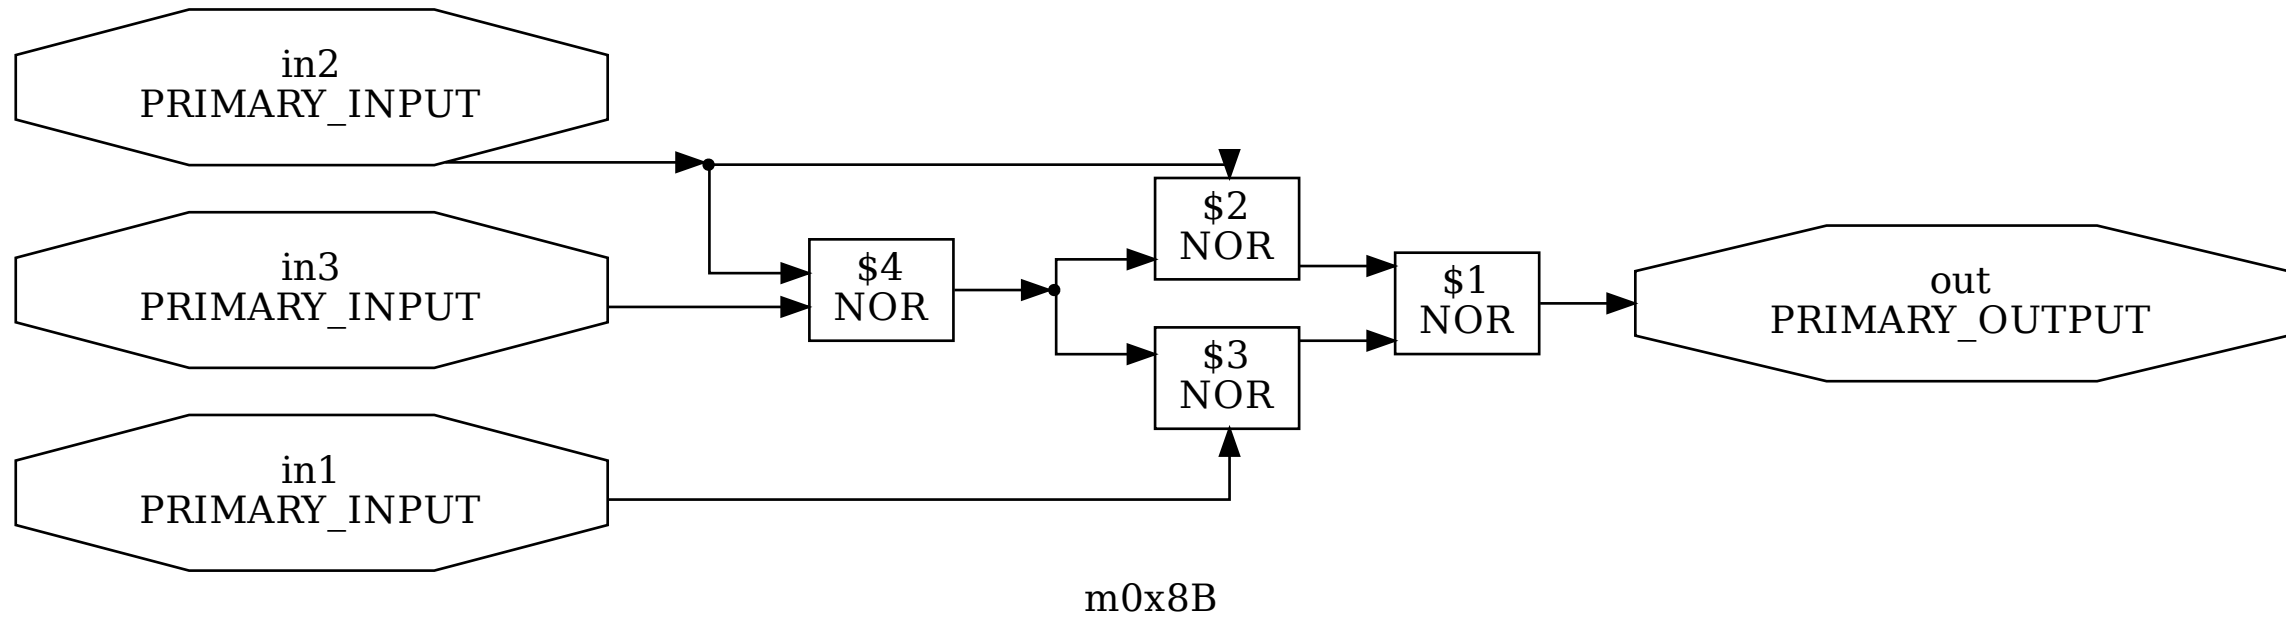 in2
PRIMARY_INPUT
in3
PRIMARY_INPUT
in1
PRIMARY_INPUT
$4
NOR
$2
NOR
$3
NOR
$1
NOR
out
PRIMARY_OUTPUT
m0x8B